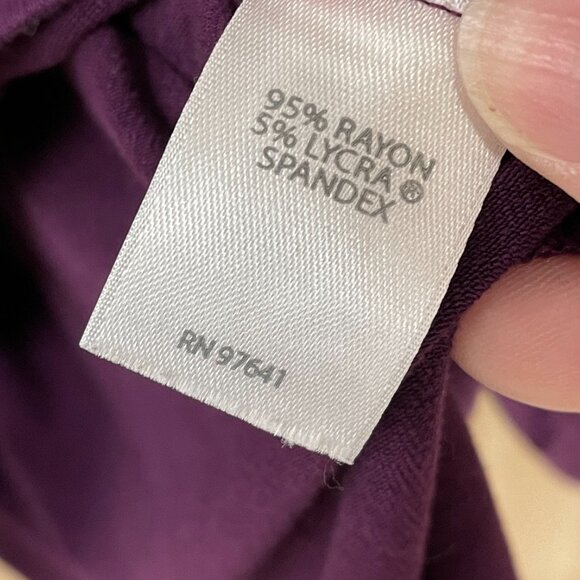 95% RAYON
5% LYCRA®
SPANDEX
RN 97641